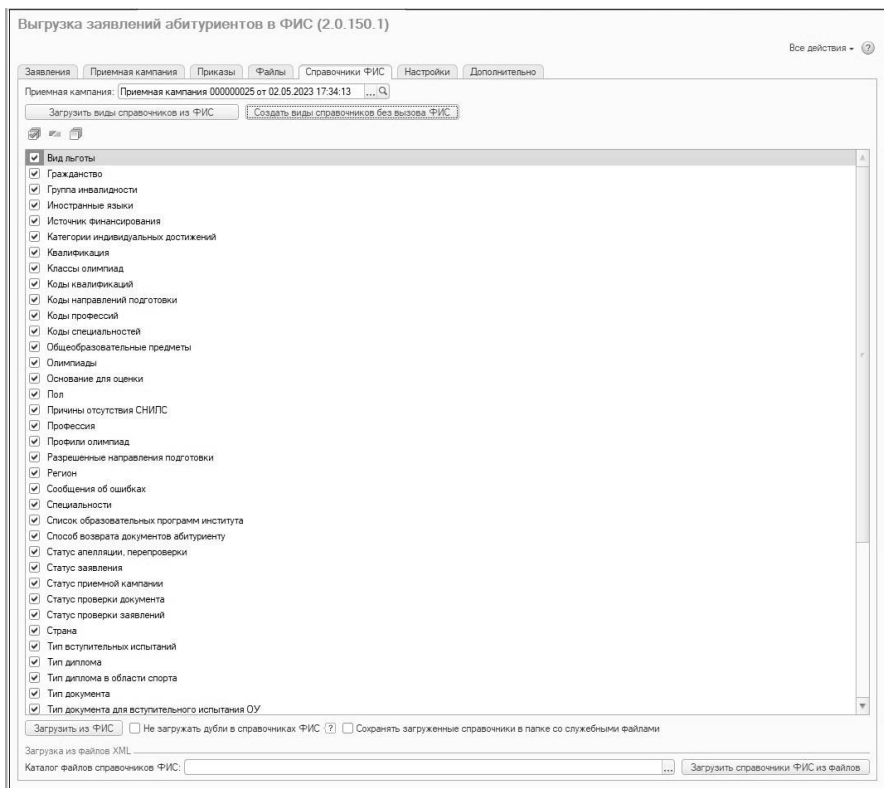 Выгрузка заявлений абитуриентов в ФИС (2.0.150.1)
Все действия ?
Заявления Приемная кампания Приказы Файлы Справочники ФИС Настройки Дополнительно
Приемная кампания: Приемная кампания 000000025 от 02.05.2023 17:34:13 ...
Загрузить виды справочников из ФИС Создать виды справочников без вызова ФИС
Вид льготы
Гражданство
Группа инвалидности
Иностранные языки
Источник финансирования
Категории индивидуальных достижений
Квалификация
Классы олимпиад
Коды квалификаций
Коды направлений подготовки
Коды профессий
Коды специальностей
Общеобразовательные предметы
Олимпиады
Основание для оценки
Пол
Причины отсутствия СНИЛС
Профессия
Профили олимпиад
Разрешенные направления подготовки
Регион
Сообщения об ошибках
Специальности
Список образовательных программ института
Способ возврата документов абитуриенту
Статус апелляции, перепроверки
Статус заявления
Статус приемной кампании
Статус проверки документа
Статус проверки заявлений
Страна
Тип вступительных испытаний
Тип диплома
Тип диплома в области спорта
Тип документа
Тип документа для вступительного испытания ОУ
Загрузить из ФИС Не загружать дубли в справочниках ФИС ? Сохранять загруженные справочники в папке со служебными файлами
Загрузка из файлов XML
Каталог файлов справочников ФИС: ... Загрузить справочники ФИС из файлов